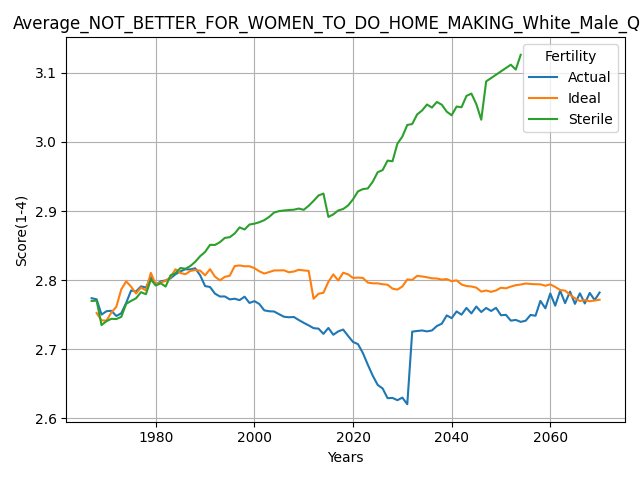 Average_NOT_BETTER_FOR_WOMEN_TO_DO_HOME_MAKING_White_Male_Q
Fertility
Actual
Ideal
Sterile
Score(1-4)
3.1
3.0
2.9
2.8
2.7
2.6
1980 2000 2020 2040 2060
Years